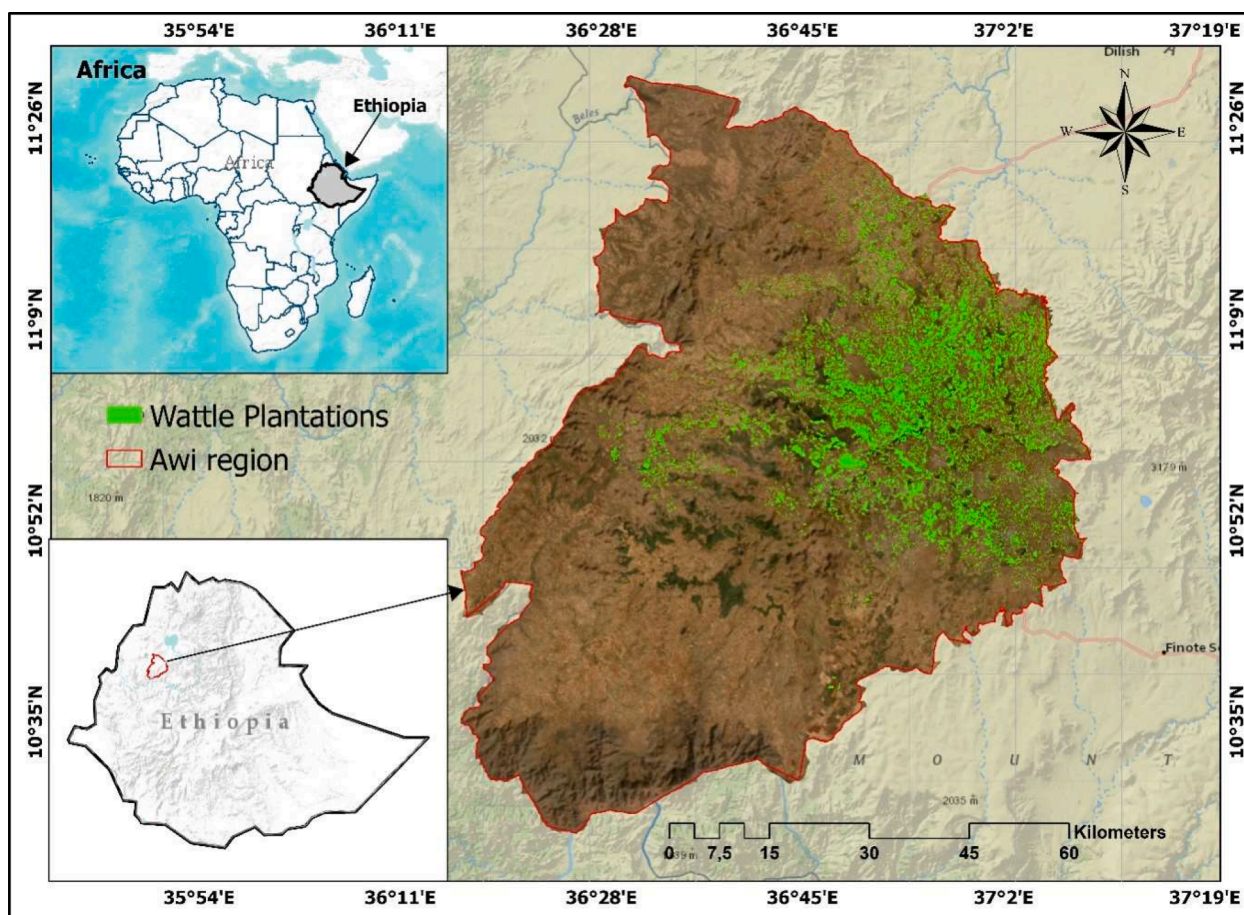 35°54'E 36°11'E 36°28'E 36°45'E 37°2'E 37°19'E
Africa
Ethiopia
Africa
Dilish
N
W E
S
Beles
11°26'N 11°26'N
11°9'N 11°9'N
Wattle Plantations
Awi region
2032 m
3179 m
1820 m
10°52'N 10°52'N
Ethiopia
Finote S
10°35'N 10°35'N
M O U N T
2035 m
Kilometers
0 7,5 15 30 45 60
35°54'E 36°11'E 36°28'E 36°45'E 37°2'E 37°19'E